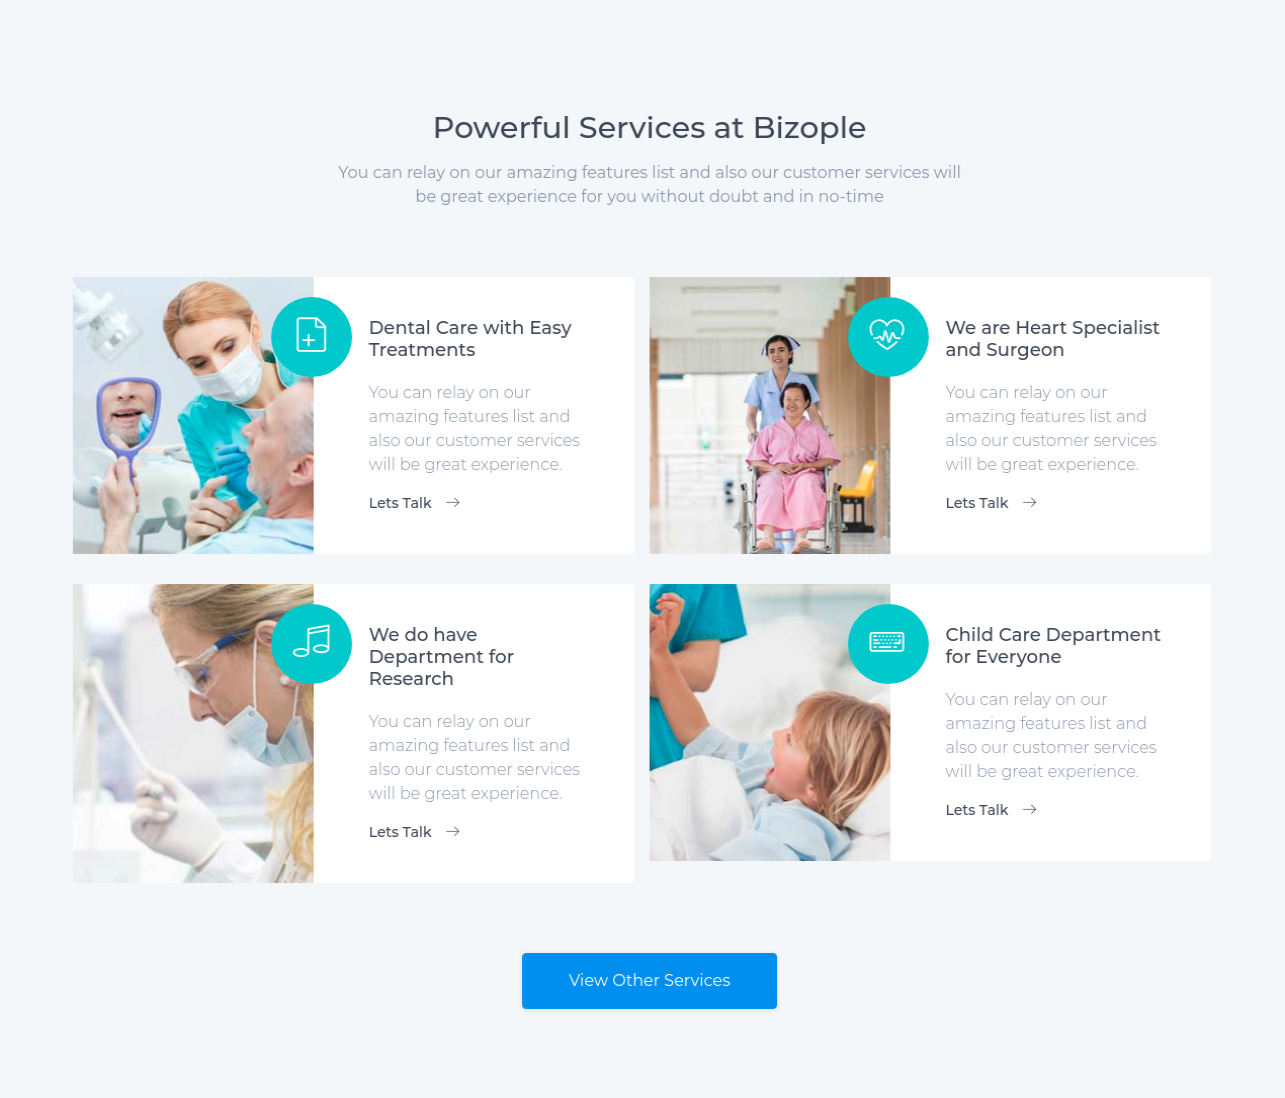 Powerful Services at Bizople
You can relay on our amazing features list and also our customer services will
be great experience for you without doubt and in no-time
Dental Care with Easy
Treatments
You can relay on our
amazing features list and
also our customer services
will be great experience.
Lets Talk
We are Heart Specialist
and Surgeon
You can relay on our
amazing features list and
also our customer services
will be great experience.
Lets Talk
We do have
Department for
Research
You can relay on our
amazing features list and
also our customer services
will be great experience.
Lets Talk
Child Care Department
for Everyone
You can relay on our
amazing features list and
also our customer services
will be great experience.
Lets Talk
View Other Services